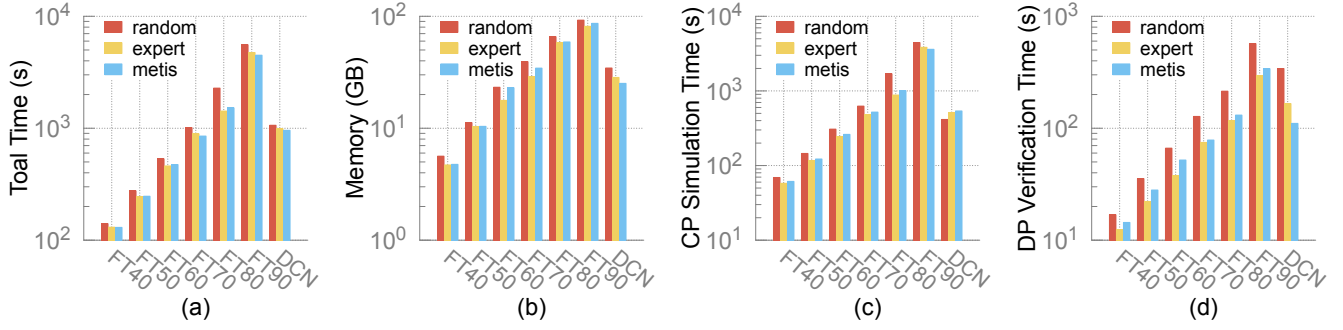 Toal Time (s)
10^4
10^3
10^2
random
expert
metis
FT40
FT50
FT60
FT70
FT80
FT90
DCN
(a)
Memory (GB)
10^2
10^1
10^0
random
expert
metis
FT40
FT50
FT60
FT70
FT80
FT90
DCN
(b)
CP Simulation Time (s)
10^4
10^3
10^2
10^1
random
expert
metis
FT40
FT50
FT60
FT70
FT80
FT90
DCN
(c)
DP Verification Time (s)
10^3
10^2
10^1
random
expert
metis
FT40
FT50
FT60
FT70
FT80
FT90
DCN
(d)